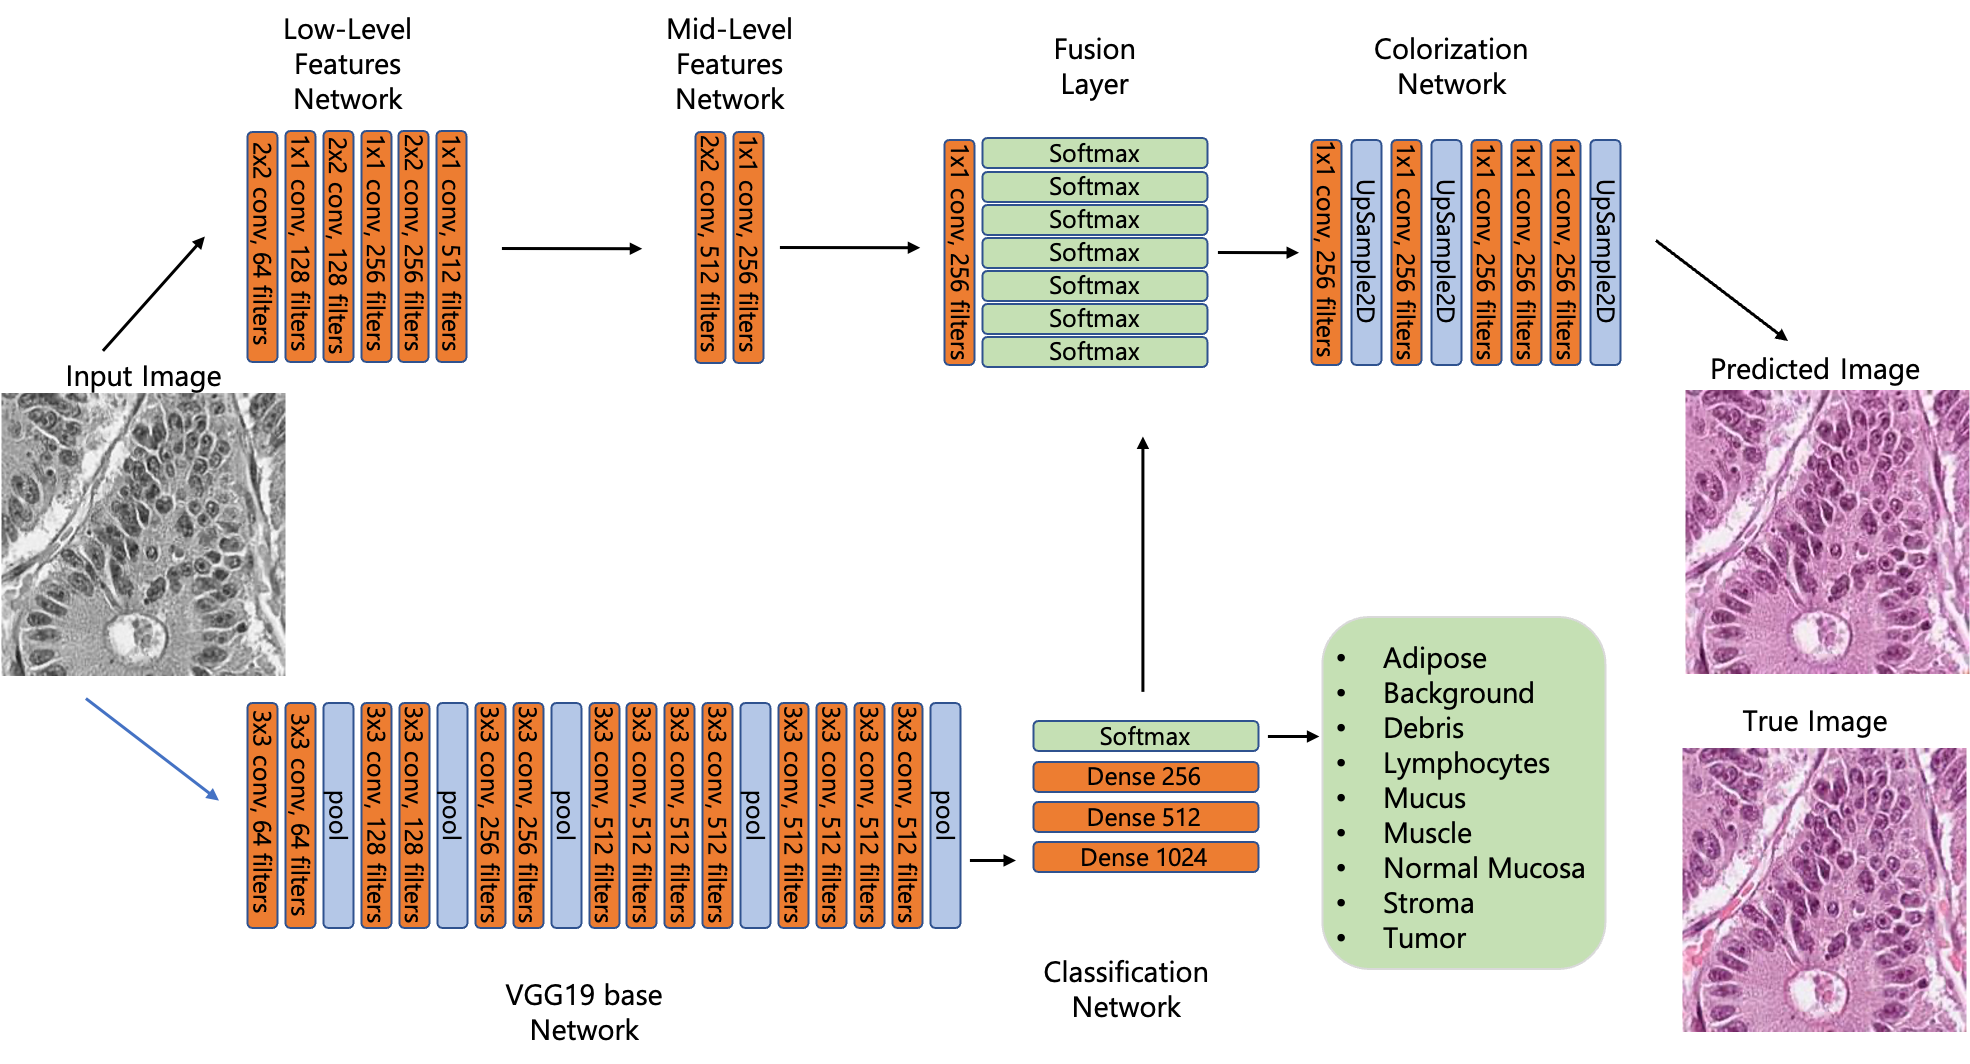 Low-Level
Features
Network
Mid-Level
Features
Network
Fusion
Layer
Colorization
Network
2x2 conv, 64 filters
1x1 conv, 128 filters
2x2 conv, 128 filters
1x1 conv, 256 filters
2x2 conv, 256 filters
1x1 conv, 512 filters
2x2 conv, 512 filters
1x1 conv, 256 filters
1x1 conv, 256 filters
Softmax
Softmax
Softmax
Softmax
Softmax
Softmax
Softmax
1x1 conv, 256 filters
UpSample2D
1x1 conv, 256 filters
UpSample2D
1x1 conv, 256 filters
1x1 conv, 256 filters
1x1 conv, 256 filters
UpSample2D
Input Image
Predicted Image
True Image
3x3 conv, 64 filters
3x3 conv, 64 filters
pool
3x3 conv, 128 filters
3x3 conv, 128 filters
pool
3x3 conv, 256 filters
3x3 conv, 256 filters
pool
3x3 conv, 512 filters
3x3 conv, 512 filters
3x3 conv, 512 filters
3x3 conv, 512 filters
pool
3x3 conv, 512 filters
3x3 conv, 512 filters
3x3 conv, 512 filters
3x3 conv, 512 filters
pool
Softmax
Dense 256
Dense 512
Dense 1024
• Adipose
• Background
• Debris
• Lymphocytes
• Mucus
• Muscle
• Normal Mucosa
• Stroma
• Tumor
VGG19 base
Network
Classification
Network